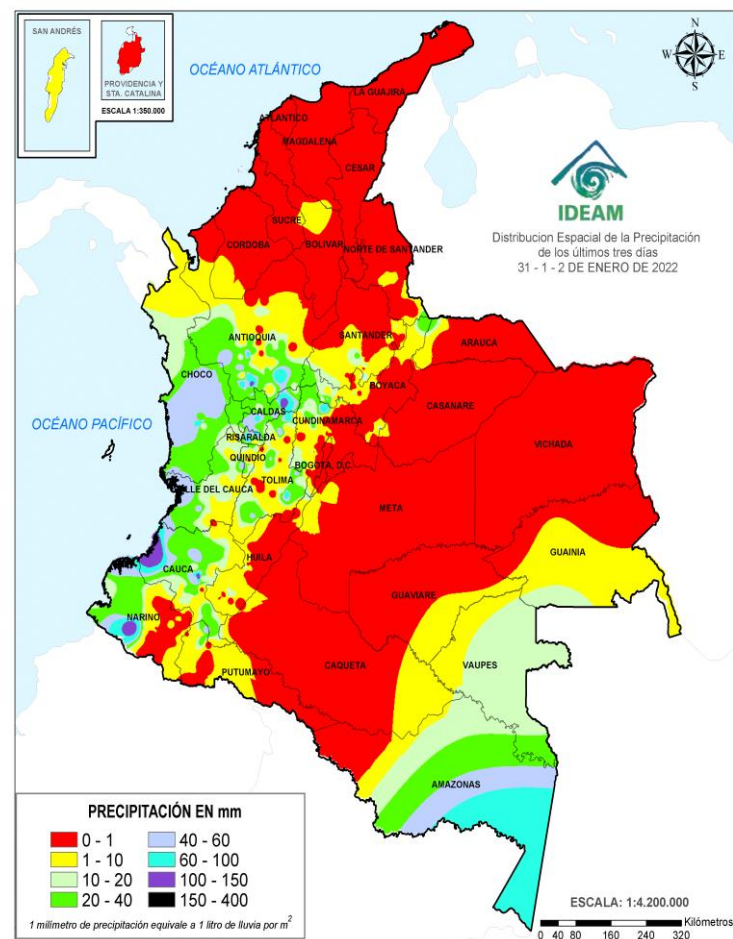 SAN ANDRÉS
PROVIDENCIA Y
STA. CATALINA
ESCALA 1:350.000
OCÉANO ATLÁNTICO
N
W
E
S
LA GUAJIRA
ATLANTICO
MAGDALENA
CESAR
IDEAM
Distribucion Espacial de la Precipitación
de los últimos tres días
31 - 1 - 2 DE ENERO DE 2022
SUCRE
CORDOBA
BOLIVAR
NORTE DE SANTANDER
ANTIOQUIA
SANTANDER
ARAUCA
CHOCO
BOYACA
CASANARE
OCÉANO PACÍFICO
CALDAS
CUNDINAMARCA
RISARALDA
VICHADA
QUINDIO
BOGOTA, D.C.
TOLIMA
VALLE DEL CAUCA
META
GUAINIA
HUILA
CAUCA
GUAVIARE
NARINO
CAQUETA
VAUPES
PUTUMAYO
AMAZONAS
PRECIPITACIÓN EN mm
0 - 1
40 - 60
1 - 10
60 - 100
10 - 20
100 - 150
20 - 40
150 - 400
1 milimetro de precipitación equivale a 1 litro de lluvia por m2
ESCALA: 1:4.200.000
Kilómetros
0 40 80 160 240 320